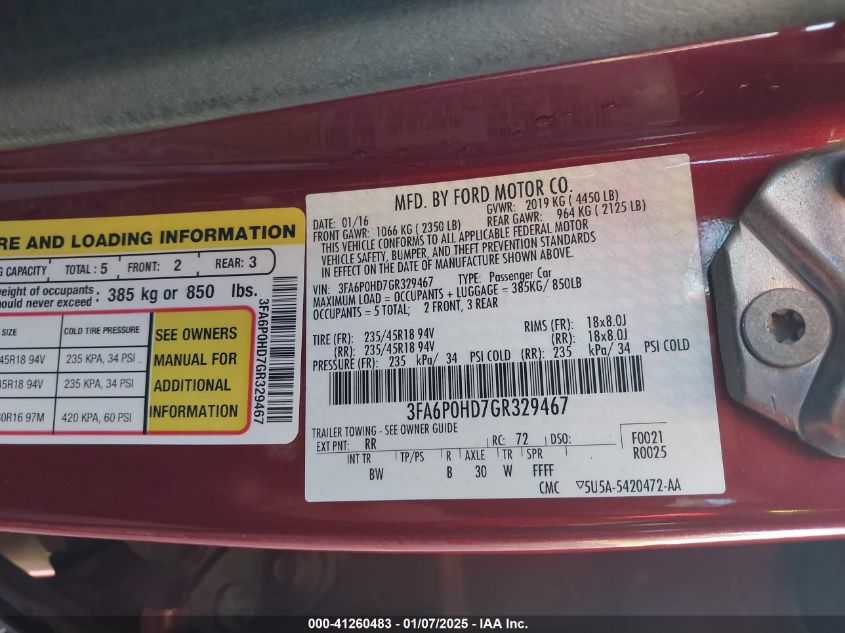 RE AND LOADING INFORMATION
G CAPACITY TOTAL : 5 FRONT: 2 REAR: 3
weight of occupants
should never exceed : 385 kg or 850 lbs.
SIZE COLD TIRE PRESSURE
45R18 94V 235 KPA, 34 PSI
45R18 94V 235 KPA, 34 PSI
0R16 97M 420 KPA, 60 PSI
SEE OWNERS
MANUAL FOR
ADDITIONAL
INFORMATION
3FA6P0HD7GR329467
MFD. BY FORD MOTOR CO.
DATE: 01/16 GVWR: 2019 KG ( 4450 LB)
FRONT GAWR: 1066 KG ( 2350 LB) REAR GAWR: 964 KG ( 2125 LB)
THIS VEHICLE CONFORMS TO ALL APPLICABLE FEDERAL MOTOR
VEHICLE SAFETY, BUMPER, AND THEFT PREVENTION STANDARDS
IN EFFECT ON THE DATE OF MANUFACTURE SHOWN ABOVE.
VIN: 3FA6P0HD7GR329467 TYPE: Passenger Car
MAXIMUM LOAD = OCCUPANTS + LUGGAGE = 385KG/ 850LB
OCCUPANTS = 5 TOTAL; 2 FRONT, 3 REAR
TIRE (FR): 235/45R18 94V RIMS (FR): 18x8.0J
(RR): 235/45R18 94V (RR): 18x8.0J
PRESSURE (FR): 235 kPa/ 34 PSI COLD (RR): 235 kPa/ 34 PSI COLD
3FA6P0HD7GR329467
TRAILER TOWING - SEE OWNER GUIDE
EXT PNT: RR RC: 72 DSO: F0021
R0025
INT TR TP/PS R AXLE TR SPR
BW B 30 W FFFF
CMC 5U5A-5420472-AA
000-41260483 - 01/07/2025 - IAA Inc.